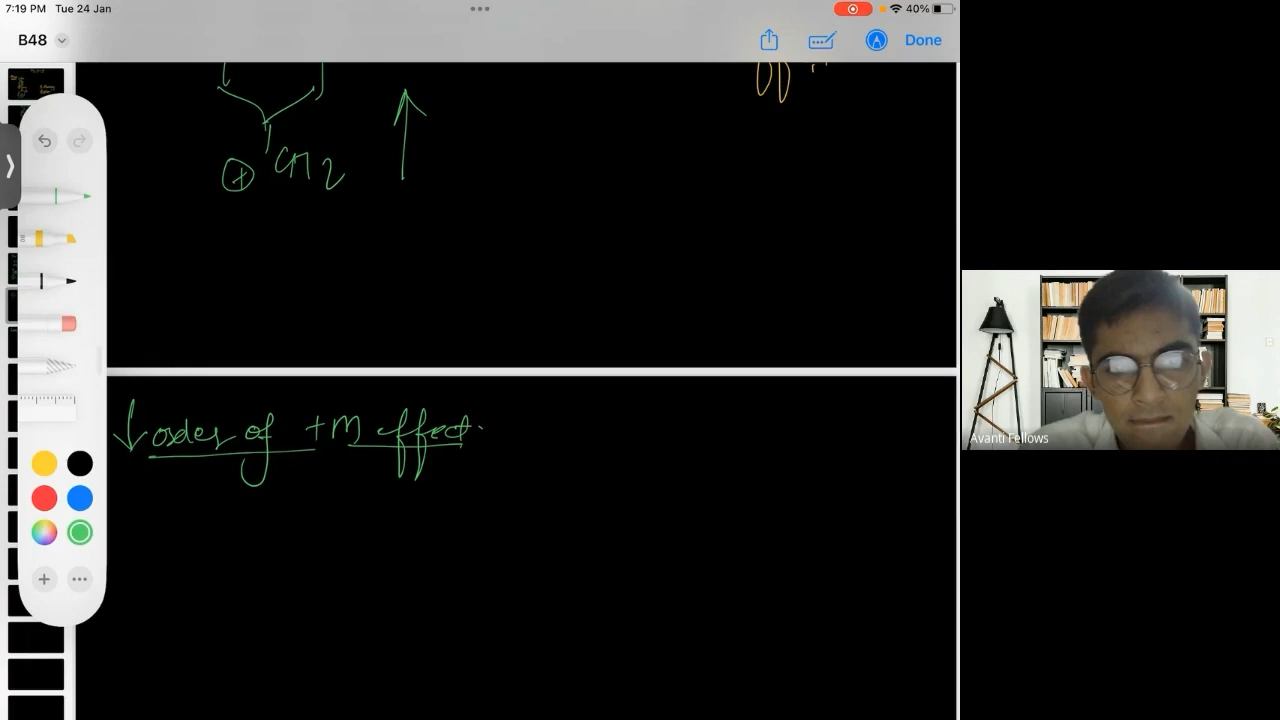 7:19 PM Tue 24 Jan
40%
B48
Done
⊕ CH2
↓ order of +M effect.
Avanti Fellows